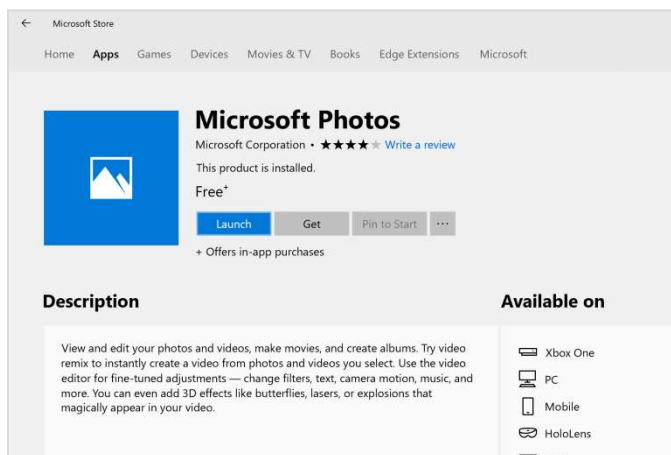 Microsoft Store
Home Apps Games Devices Movies & TV Books Edge Extensions Microsoft
Microsoft Photos
Microsoft Corporation • ★★★★★ Write a review
This product is installed.
Free⁺
Launch Get Pin to Start ···
+ Offers in-app purchases
Description
View and edit your photos and videos, make movies, and create albums. Try video
remix to instantly create a video from photos and videos you select. Use the video
editor for fine-tuned adjustments — change filters, text, camera motion, music, and
more. You can even add 3D effects like butterflies, lasers, or explosions that
magically appear in your video.
Available on
Xbox One
PC
Mobile
HoloLens